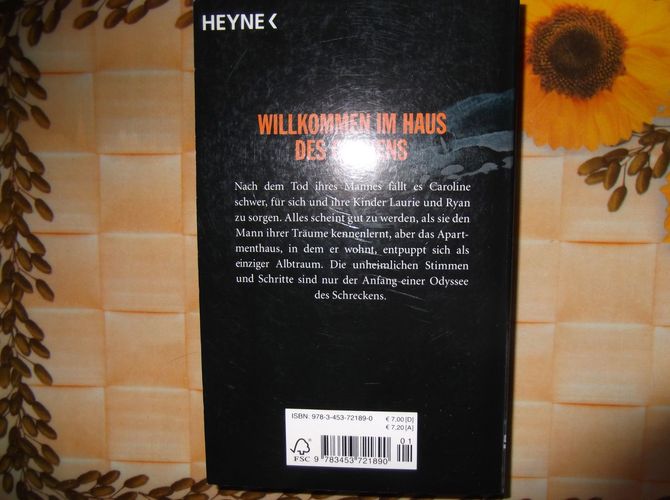 HEYNE
WILLKOMMEN IM HAUS
DES
Nach dem Tod ihres Mannes fällt es Caroline
schwer, für sich und ihre Kinder Laurie und Ryan
zu sorgen. Alles scheint gut zu werden, als sie den
Mann ihrer Träume kennenlernt, aber das Apart-
menthaus, in dem er wohnt, entpuppt sich als
einziger Albtraum. Die unheimlichen Stimmen
und Schritte sind nur der Anfang einer Odyssee
des Schreckens.
ISBN: 978-3-453-72189-0
€ 7,00 [D]
€ 7,20 [A]
01
FSC
9 783453 721890